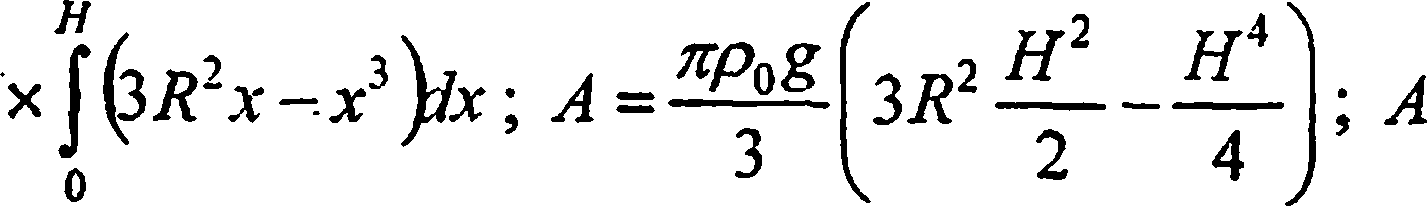 × ∫₀ᴴ (3R²x − x³)dx ; A = πρ₀g/3 (3R² H²/2 − H⁴/4) ; A